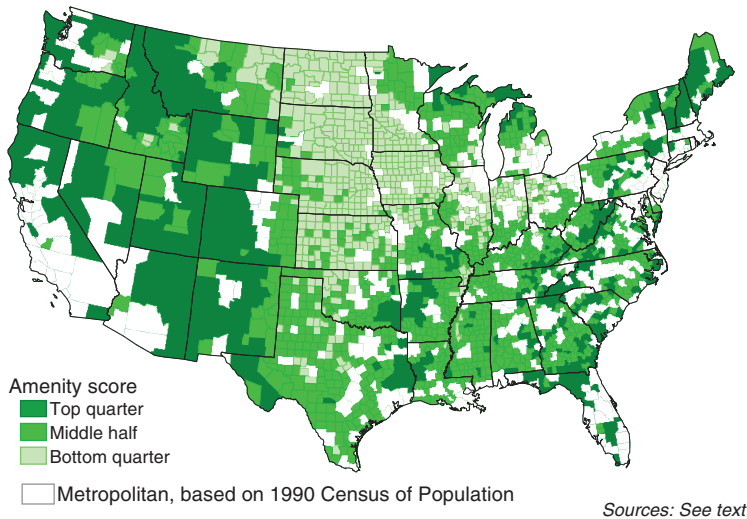 Amenity score
Top quarter
Middle half
Bottom quarter
Metropolitan, based on 1990 Census of Population
Sources: See text